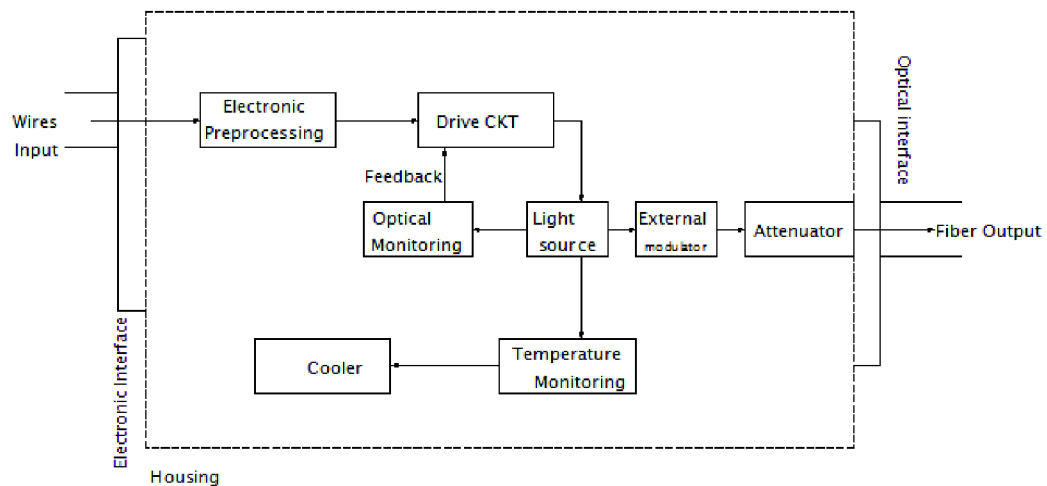 Wires
Input
Electronic Interface
Electronic
Preprocessing
Drive CKT
Feedback
Optical
Monitoring
Light
source
External
modulator
Attenuator
Optical interface
Fiber Output
Temperature
Monitoring
Cooler
Housing